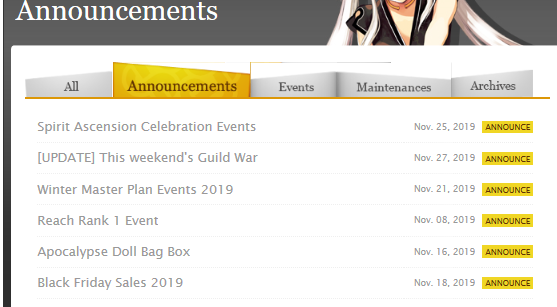 Announcements
All Announcements Events Maintenances Archives
Spirit Ascension Celebration Events Nov. 25, 2019 ANNOUNCE
[UPDATE] This weekend's Guild War Nov. 27, 2019 ANNOUNCE
Winter Master Plan Events 2019 Nov. 21, 2019 ANNOUNCE
Reach Rank 1 Event Nov. 08, 2019 ANNOUNCE
Apocalypse Doll Bag Box Nov. 16, 2019 ANNOUNCE
Black Friday Sales 2019 Nov. 18, 2019 ANNOUNCE